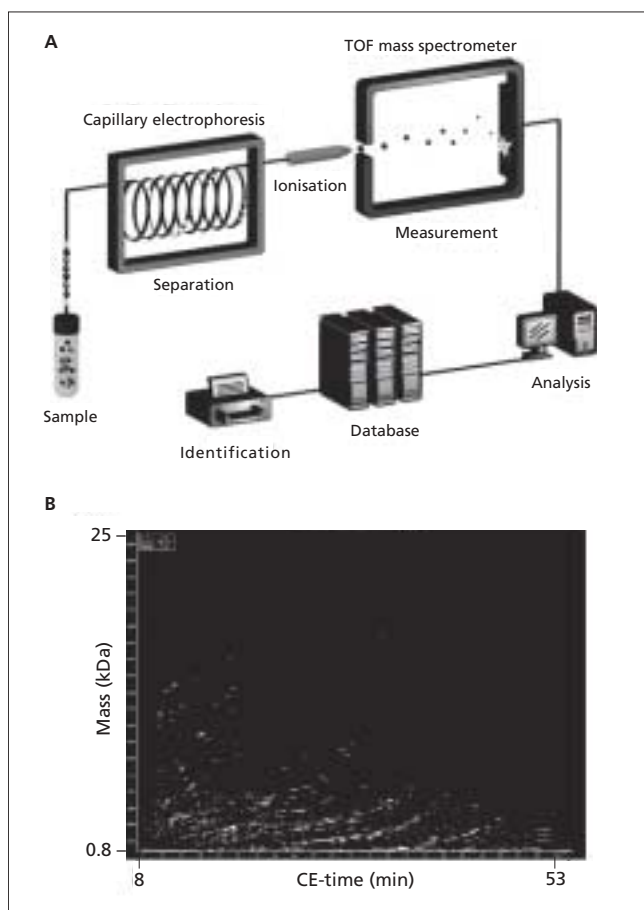 A
TOF mass spectrometer
Capillary electrophoresis
Ionisation
Measurement
Separation
Sample
Identification
Database
Analysis
B
25
Mass (kDa)
0.8
8
CE-time (min)
53